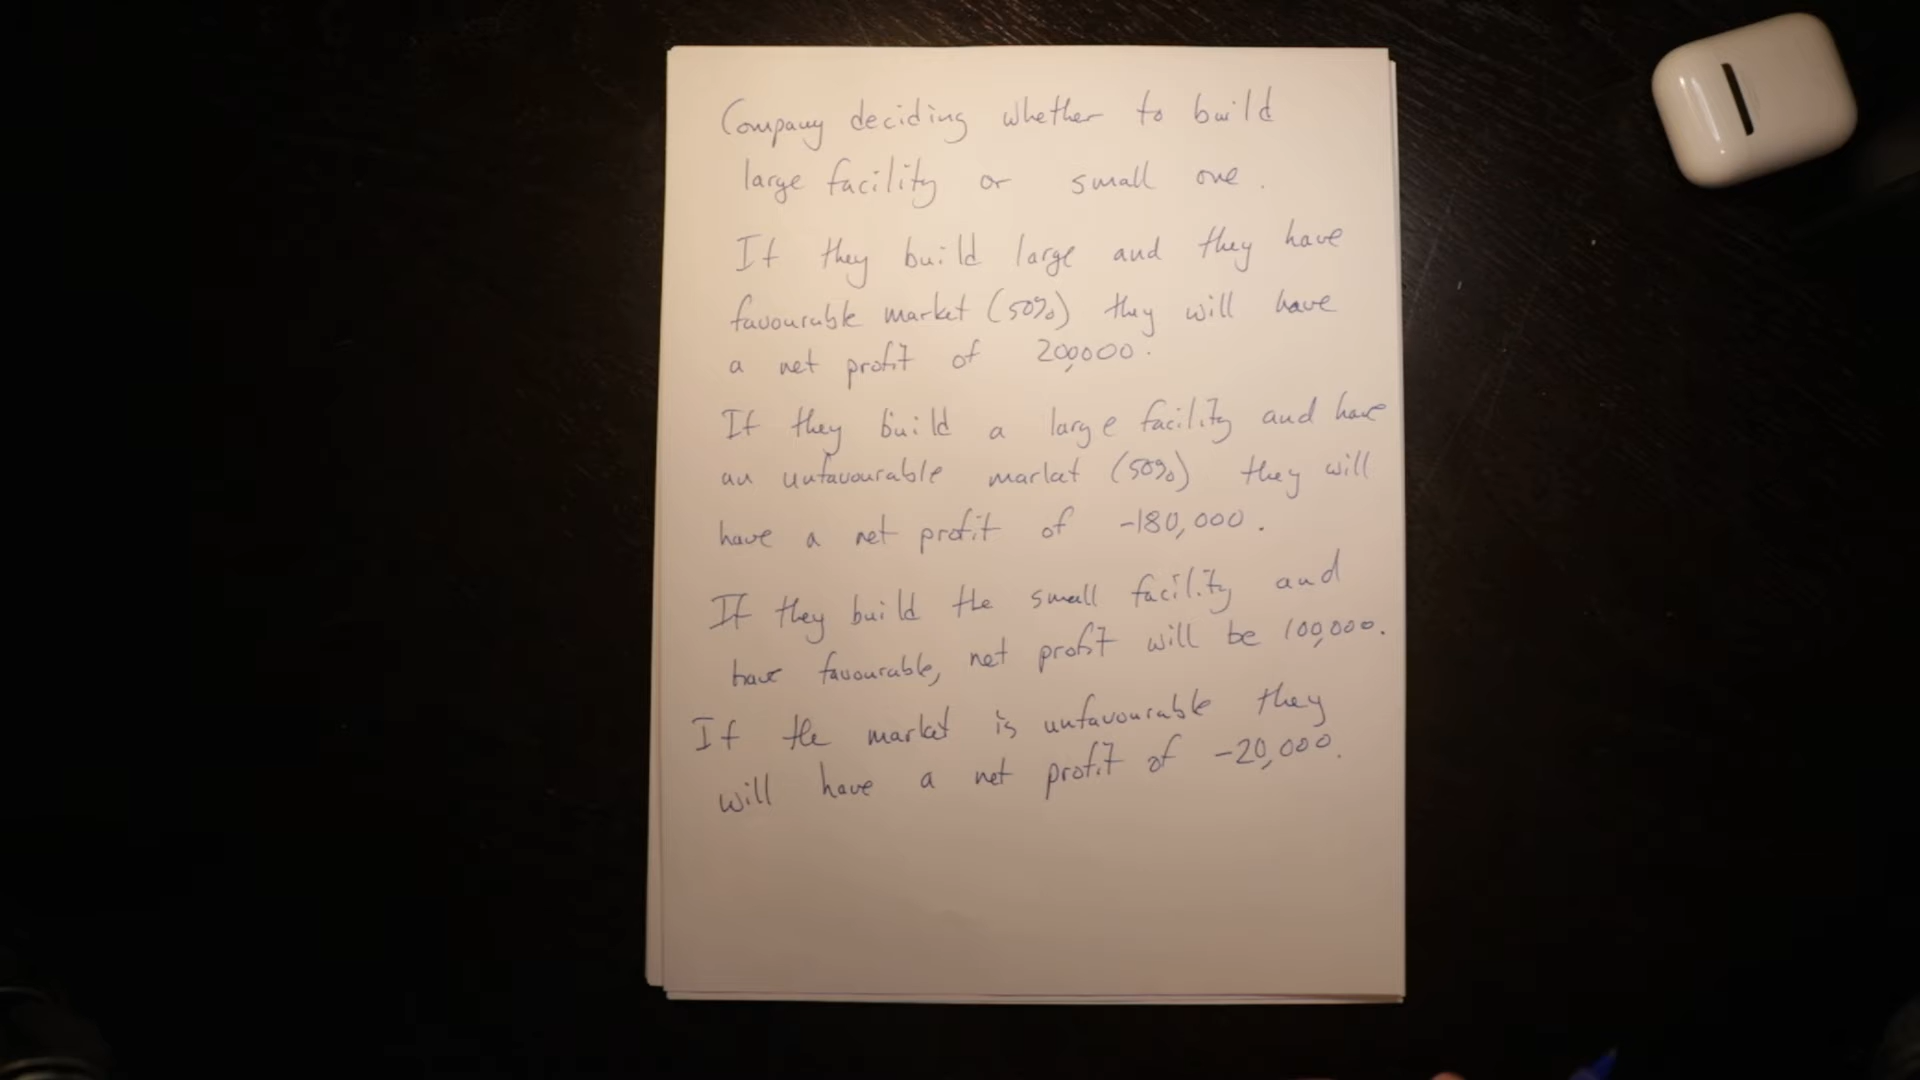 Company deciding whether to build
large facility or small one.
If they build large and they have
favourable market (50%) they will have
a net profit of 200,000.
If they build a large facility and have
an unfavourable market (50%) they will
have a net profit of -180,000.
If they build the small facility and
have favourable, net profit will be 100,000.
If the market is unfavourable they
will have a net profit of -20,000.